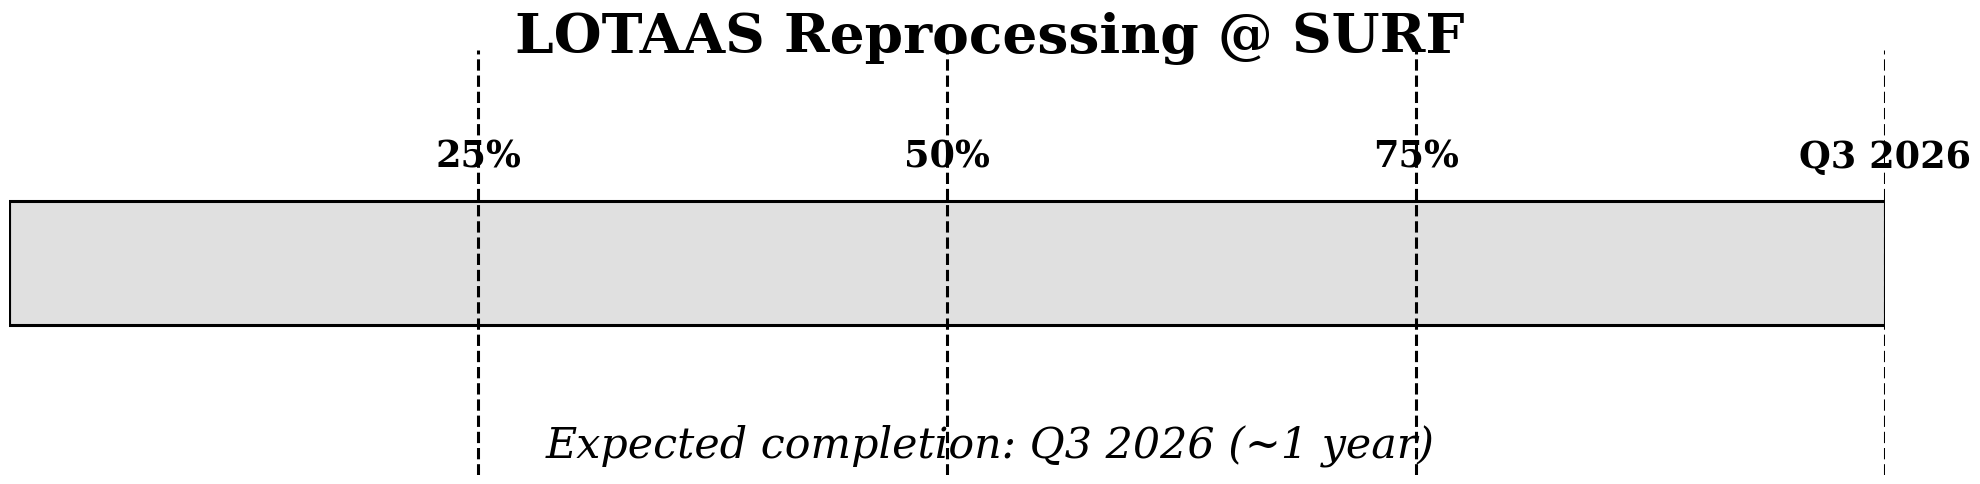 LOTAAS Reprocessing @ SURF
25% 50% 75% Q3 2026
Expected completion: Q3 2026 (~1 year)